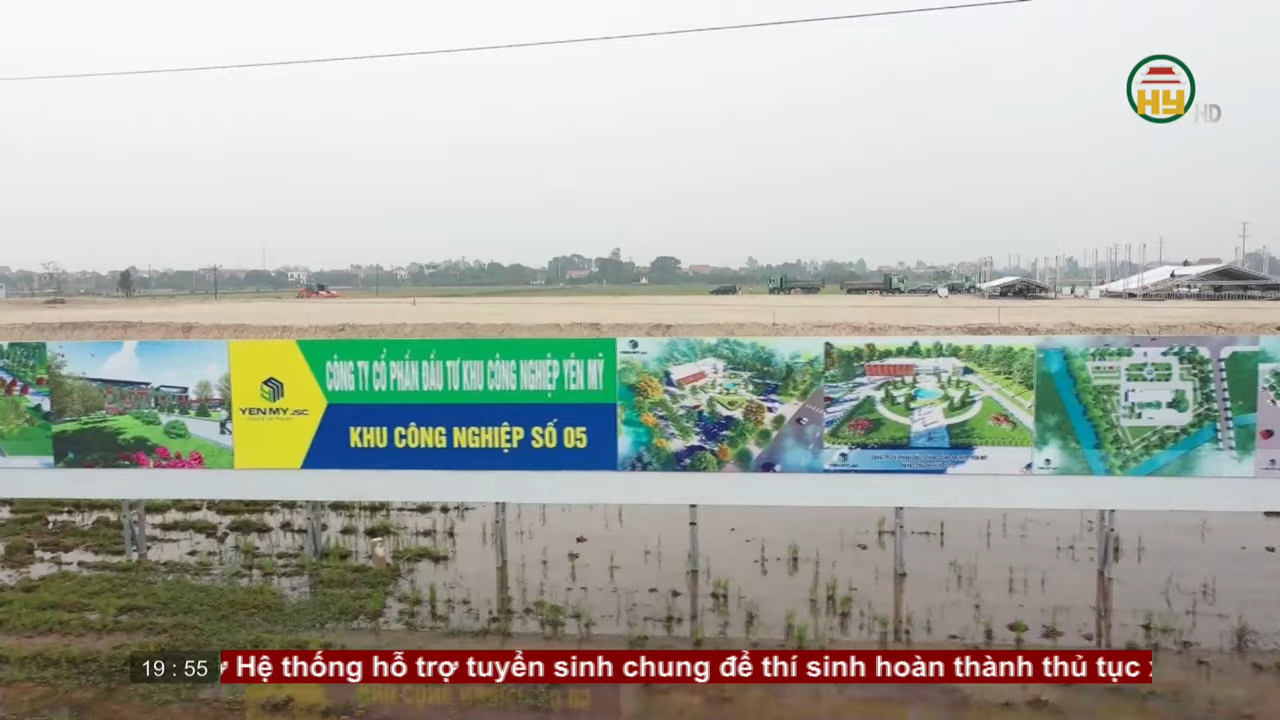 HY HD
CÔNG TY CỔ PHẦN ĐẦU TƯ KHU CÔNG NGHIỆP YÊN MỸ
YEN MY JSC
KHU CÔNG NGHIỆP SỐ 05
19 : 55
Hệ thống hỗ trợ tuyển sinh chung để thí sinh hoàn thành thủ tục